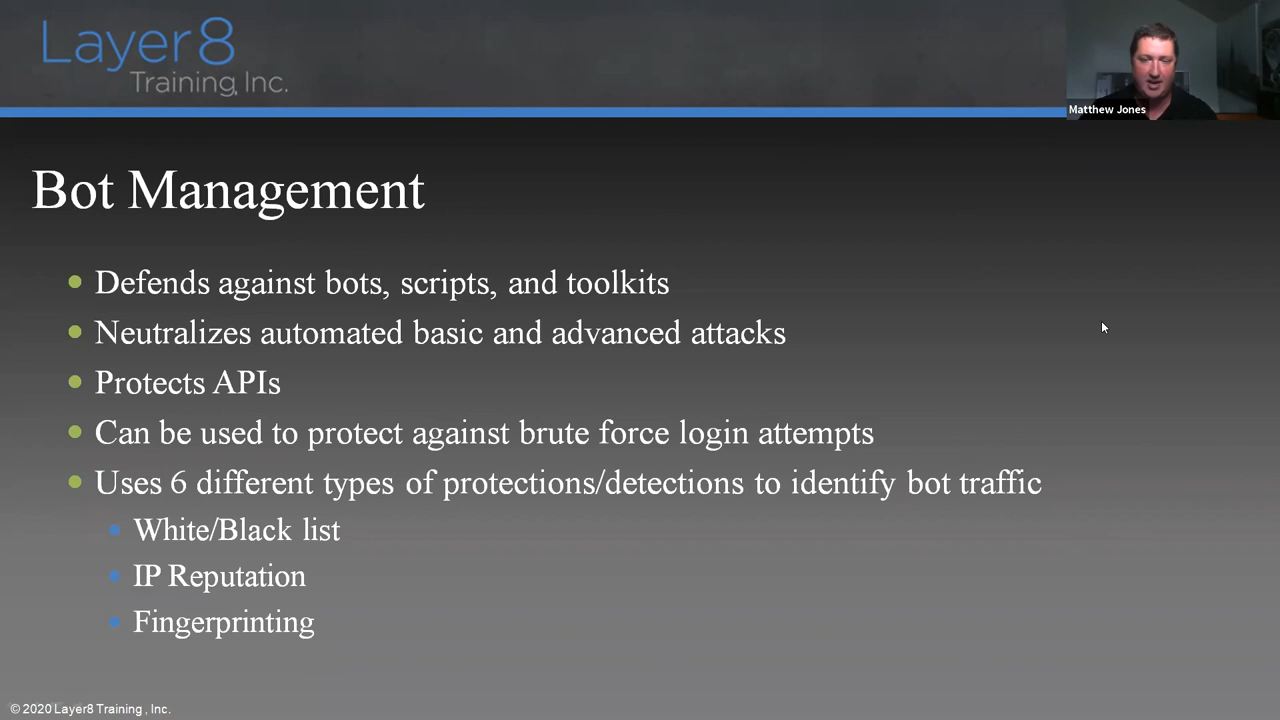 Layer8
Training, Inc.
Matthew Jones
Bot Management
Defends against bots, scripts, and toolkits
Neutralizes automated basic and advanced attacks
Protects APIs
Can be used to protect against brute force login attempts
Uses 6 different types of protections/detections to identify bot traffic
White/Black list
IP Reputation
Fingerprinting
© 2020 Layer8 Training , Inc.